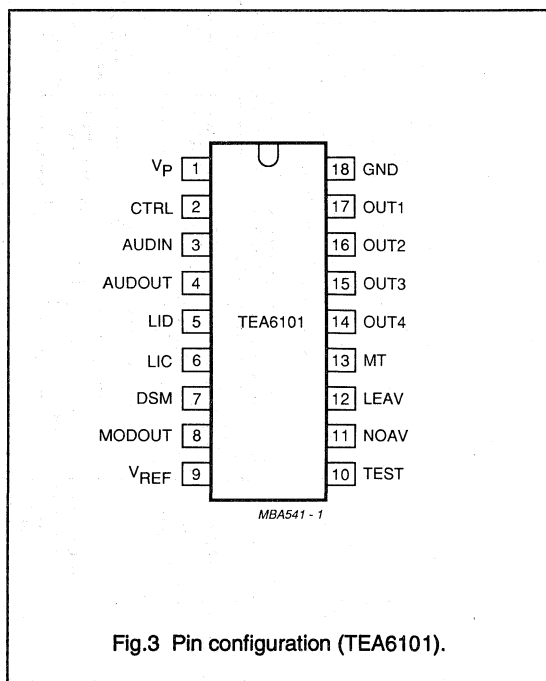 VP 1 18 GND
CTRL 2 17 OUT1
AUDIN 3 16 OUT2
AUDOUT 4 15 OUT3
LID 5 TEA6101 14 OUT4
LIC 6 13 MT
DSM 7 12 LEAV
MODOUT 8 11 NOAV
VREF 9 10 TEST
MBA541 - 1
Fig.3 Pin configuration (TEA6101).